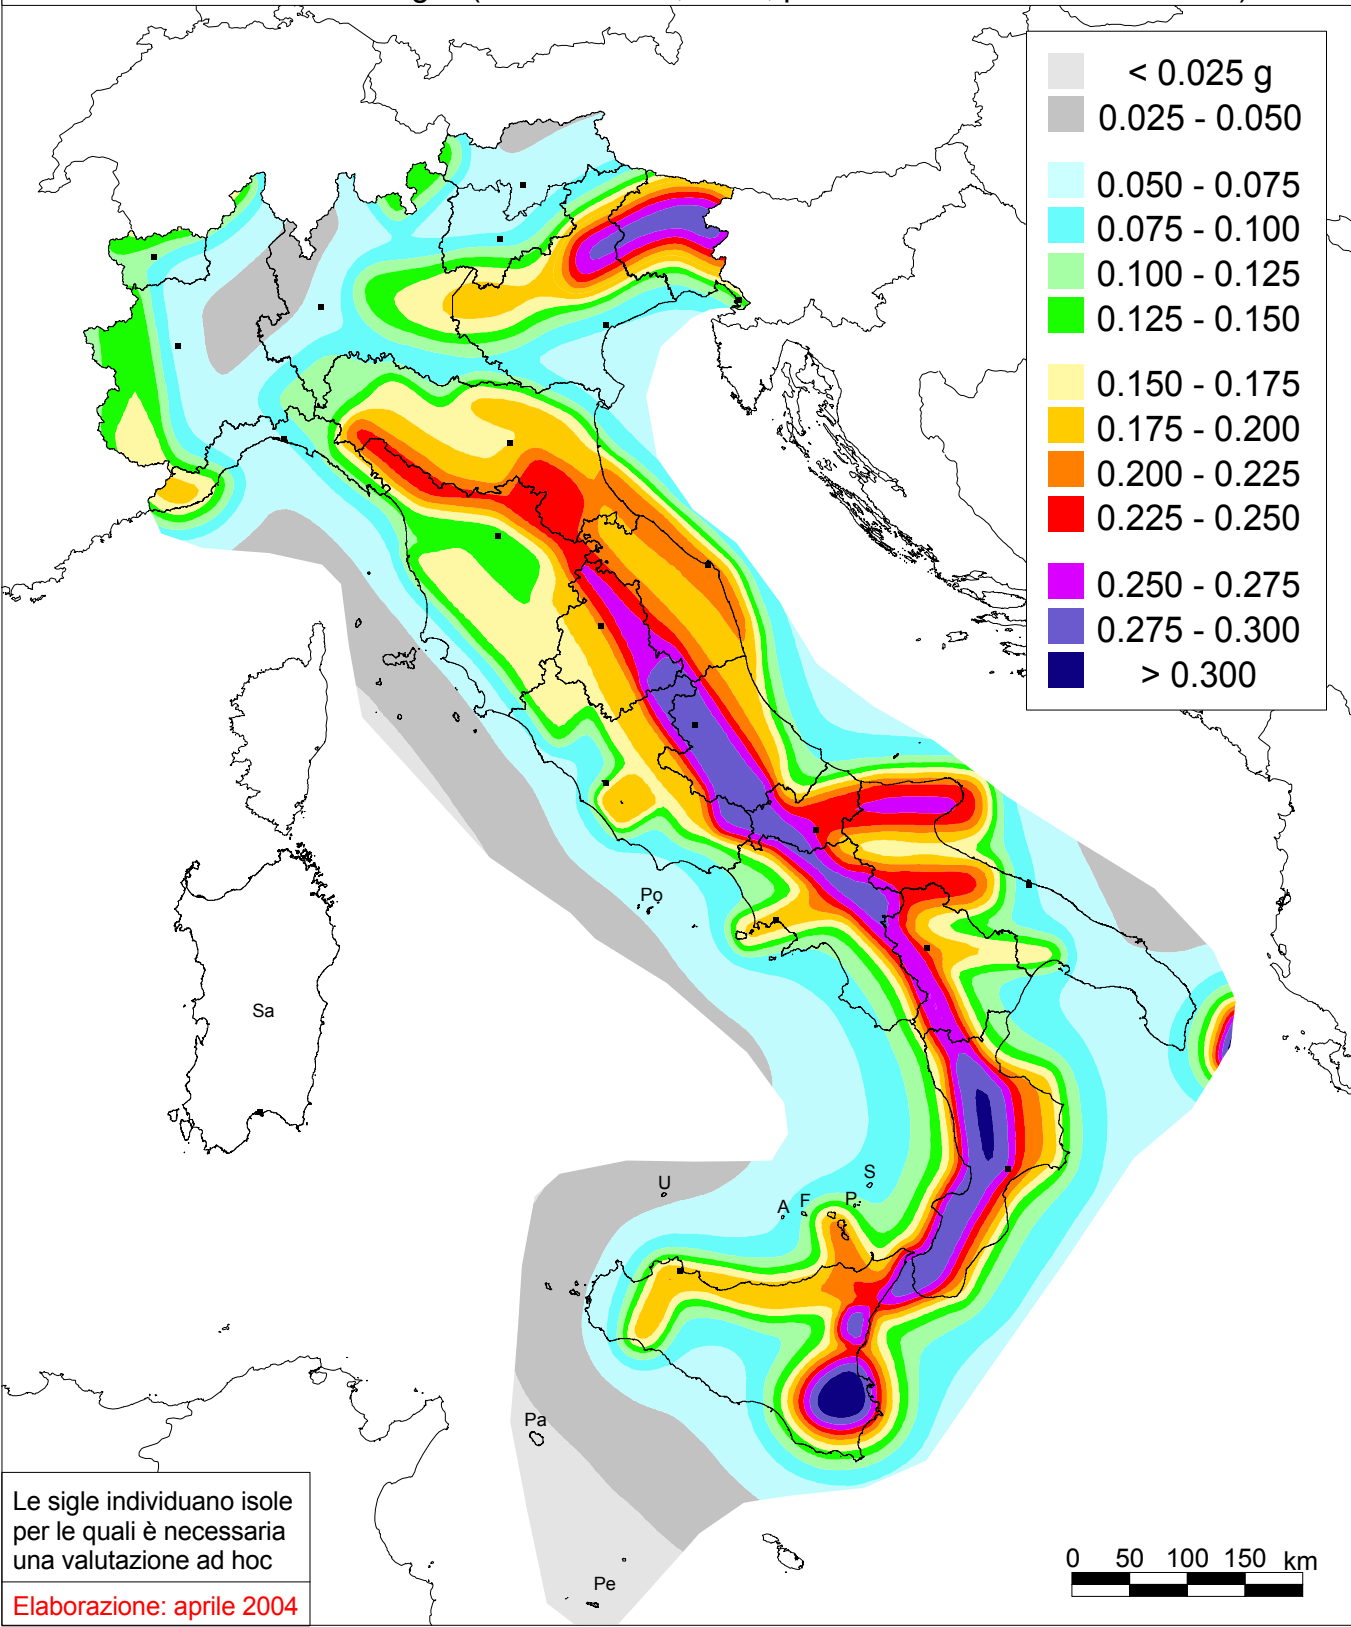 < 0.025 g
0.025 - 0.050
0.050 - 0.075
0.075 - 0.100
0.100 - 0.125
0.125 - 0.150
0.150 - 0.175
0.175 - 0.200
0.200 - 0.225
0.225 - 0.250
0.250 - 0.275
0.275 - 0.300
> 0.300
Po
Sa
S
U
A
F
P
Pa
Pe
Le sigle individuano isole
per le quali è necessaria
una valutazione ad hoc
Elaborazione: aprile 2004
0 50 100 150 km